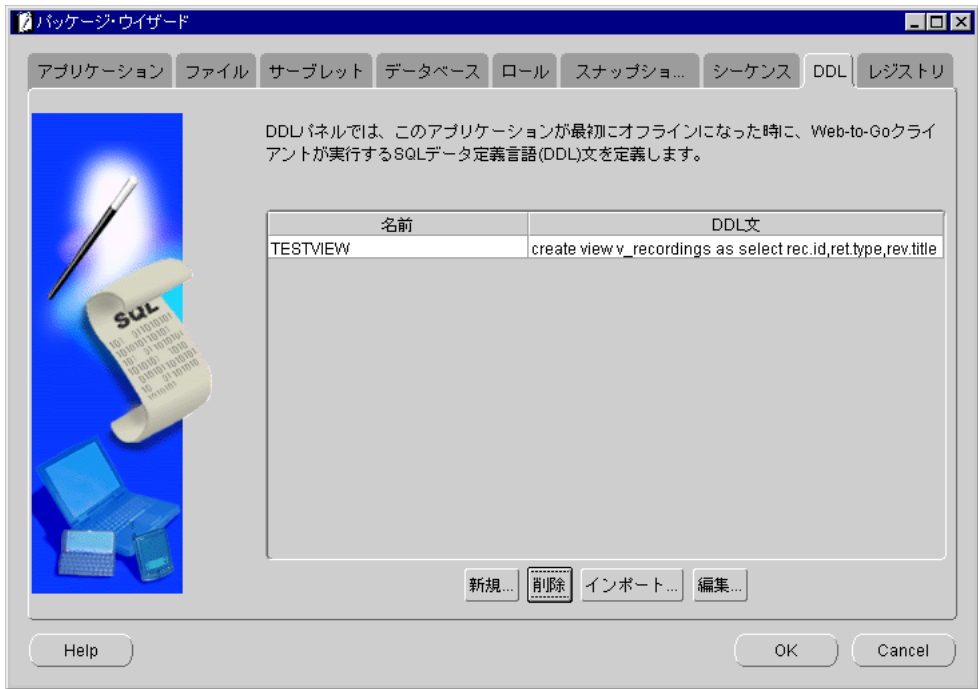 パッケージ・ウィザード
アプリケーション ファイル サーブレット データベース ロール スナップショ... シーケンス DDL レジストリ
DDLパネルでは、このアプリケーションが最初にオフラインになった時に、Web-to-Goクライ
アントが実行するSQLデータ定義言語(DDL)文を定義します。
名前 DDL文
TESTVIEW create view v_recordings as select rec.id,ret.type,rev.title
SQL
新規... 削除 インポート... 編集...
Help OK Cancel